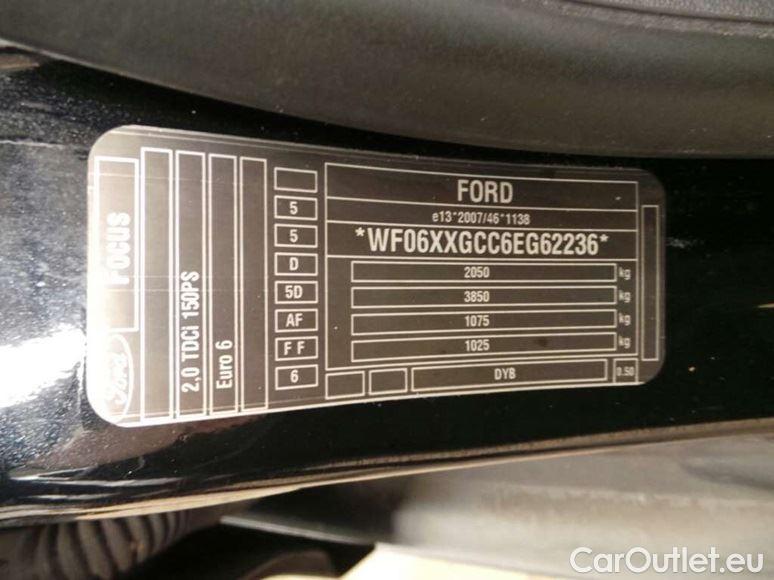 FOCUS
Ford
2,0 TDCi 150PS
Euro 6
5
5
D
5D
AF
F F
6
FORD
e13*2007/46*1138
*WF06XXGCC6EG62236*
2050 kg
3850 kg
1075 kg
1025 kg
DYB 0.50
CarOutlet.eu